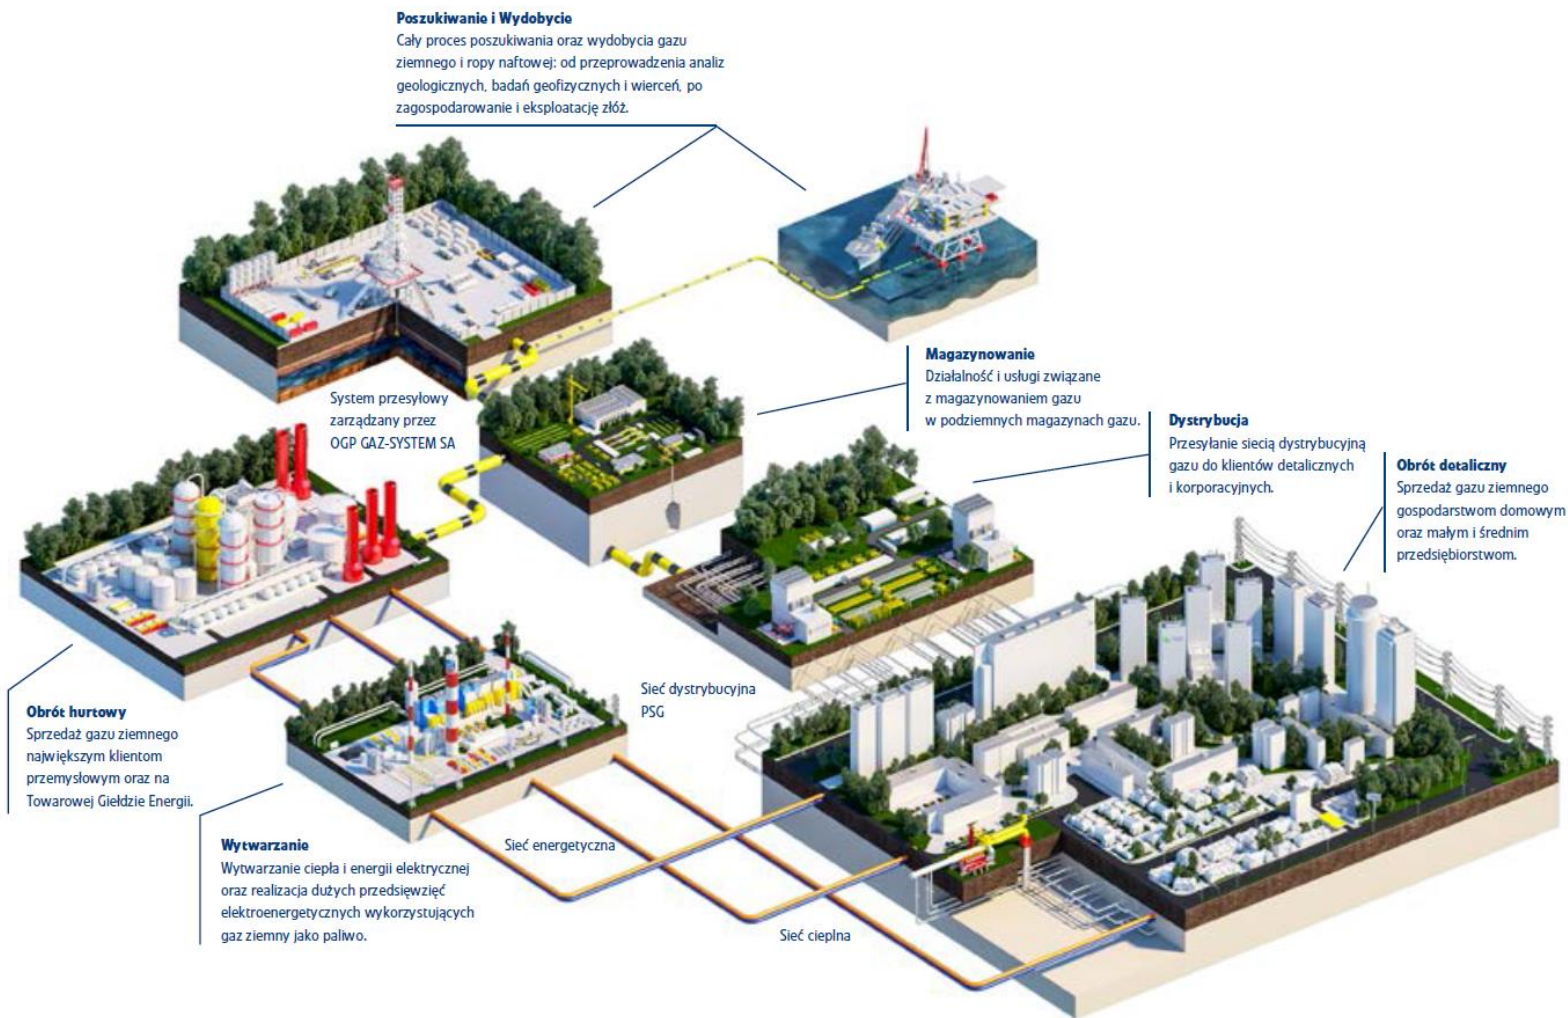 Poszukiwanie i Wydobycie
Cały proces poszukiwania oraz wydobycia gazu
ziemnego i ropy naftowej: od przeprowadzenia analiz
geologicznych, badań geofizycznych i wierceń, po
zagospodarowanie i eksploatację złóż.
Magazynowanie
Działalność i usługi związane
z magazynowaniem gazu
w podziemnych magazynach gazu.
System przesyłowy
zarządzany przez
OGP GAZ-SYSTEM SA
Dystrybucja
Przesyłanie siecią dystrybucyjną
gazu do klientów detalicznych
i korporacyjnych.
Obrót detaliczny
Sprzedaż gazu ziemnego
gospodarstwom domowym
oraz małym i średnim
przedsiębiorstwom.
Sieć dystrybucyjna
PSG
Obrót hurtowy
Sprzedaż gazu ziemnego
największym klientom
przemysłowym oraz na
Towarowej Giełdzie Energii.
Wytwarzanie
Wytwarzanie ciepła i energii elektrycznej
oraz realizacja dużych przedsięwzięć
elektroenergetycznych wykorzystujących
gaz ziemny jako paliwo.
Sieć energetyczna
Sieć cieplna